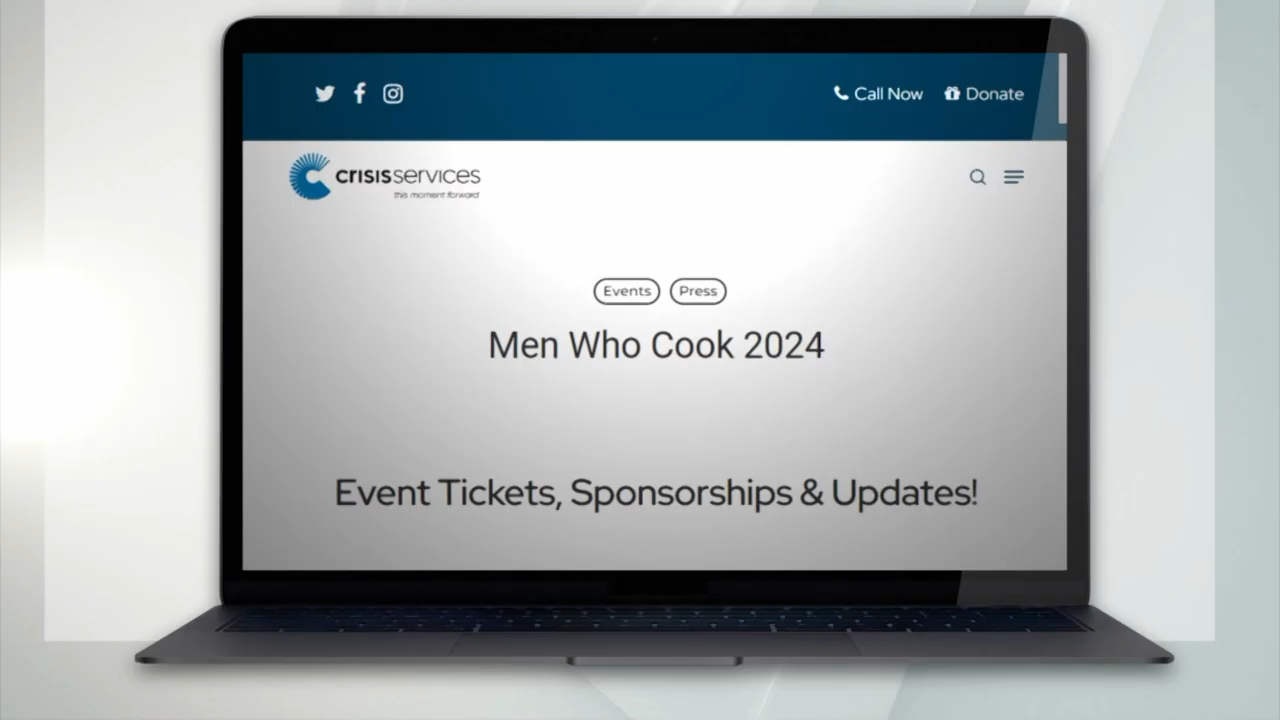 Call Now Donate
crisisservices
this moment forward
Events Press
Men Who Cook 2024
Event Tickets, Sponsorships & Updates!